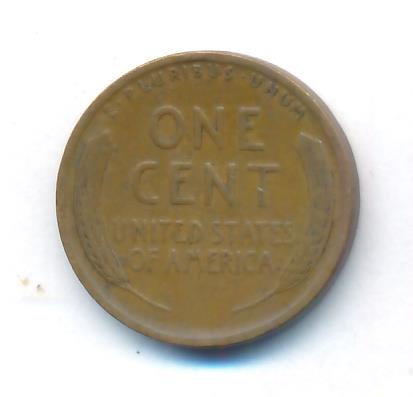 E·PLURIBUS·UNUM
ONE
CENT
UNITED STATES
OF AMERICA